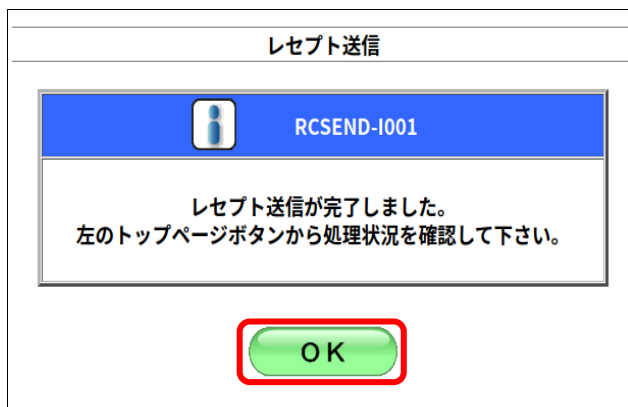 レセプト送信
RCSEND-I001
レセプト送信が完了しました。
左のトップページボタンから処理状況を確認して下さい。
OK